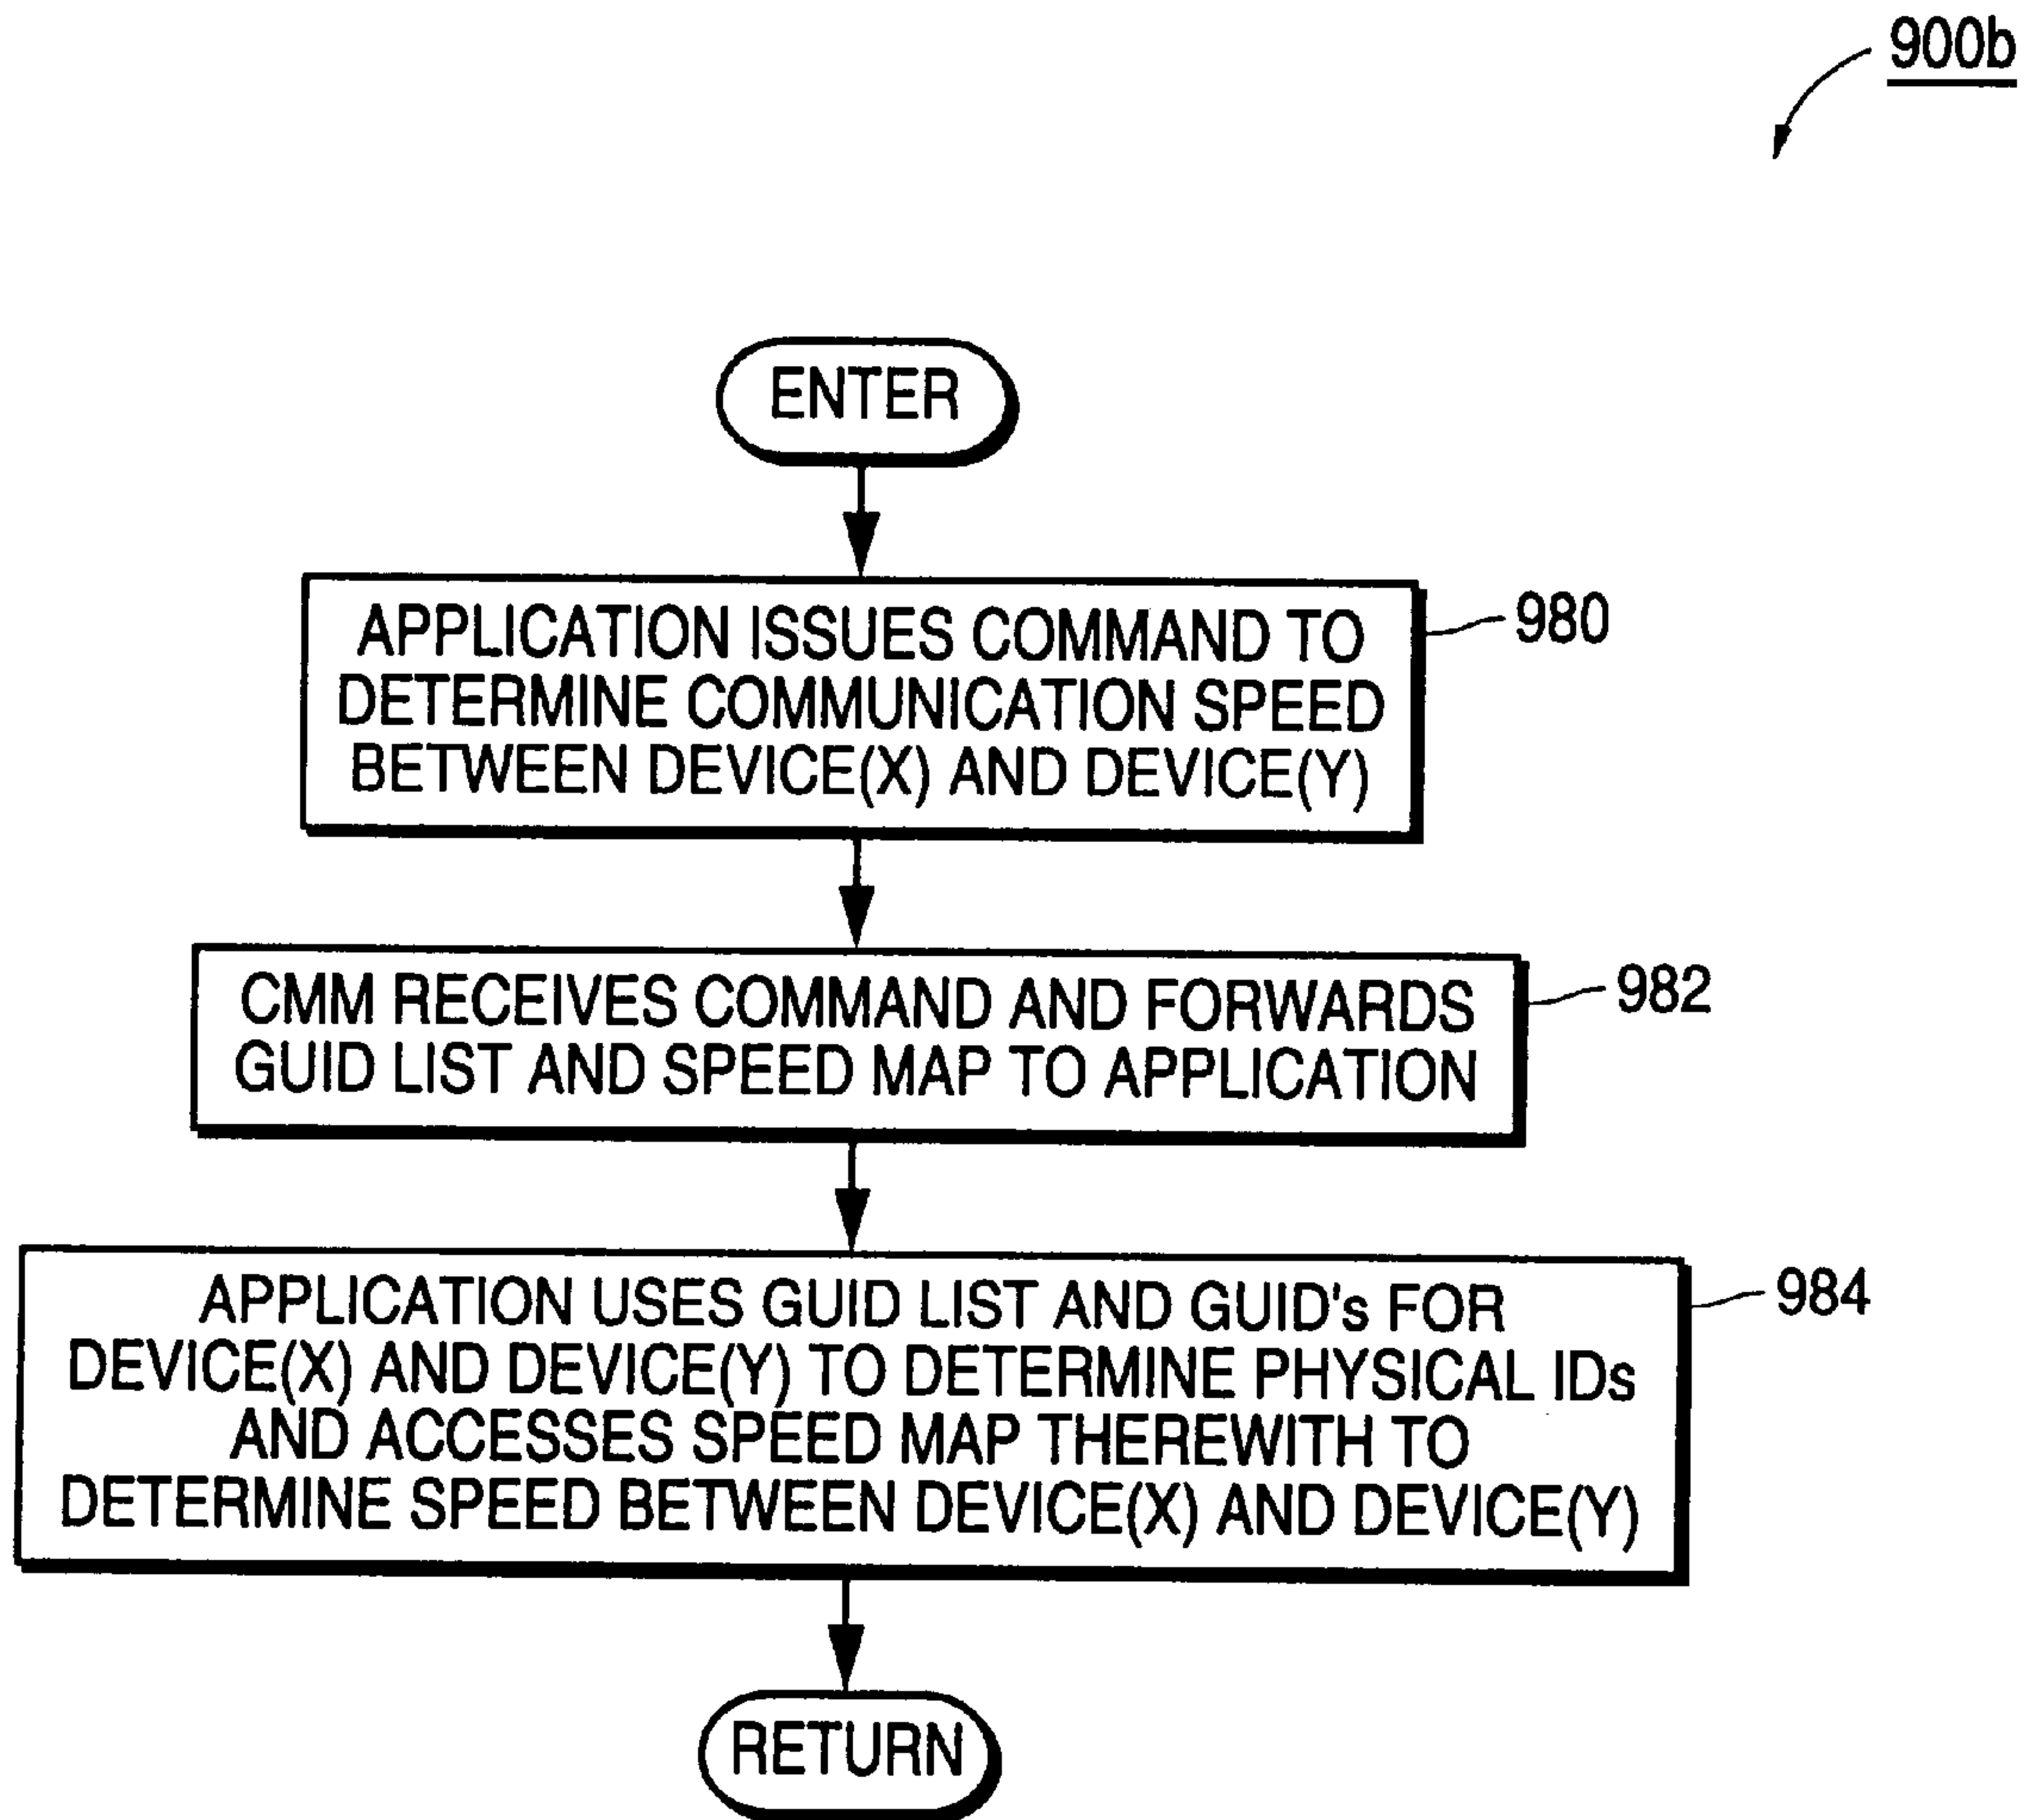 900b
ENTER
APPLICATION ISSUES COMMAND TO
DETERMINE COMMUNICATION SPEED
BETWEEN DEVICE(X) AND DEVICE(Y)
980
CMM RECEIVES COMMAND AND FORWARDS
GUID LIST AND SPEED MAP TO APPLICATION
982
APPLICATION USES GUID LIST AND GUID's FOR
DEVICE(X) AND DEVICE(Y) TO DETERMINE PHYSICAL IDs
AND ACCESSES SPEED MAP THEREWITH TO
DETERMINE SPEED BETWEEN DEVICE(X) AND DEVICE(Y)
984
RETURN